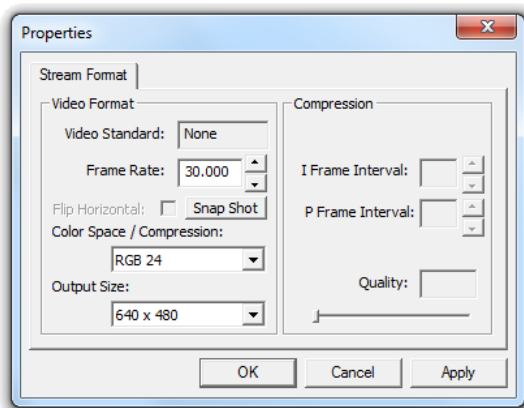 Properties
Stream Format
Video Format
Video Standard: None
Frame Rate: 30.000
Flip Horizontal: Snap Shot
Color Space / Compression:
RGB 24
Output Size:
640 x 480
Compression
I Frame Interval:
P Frame Interval:
Quality:
OK Cancel Apply